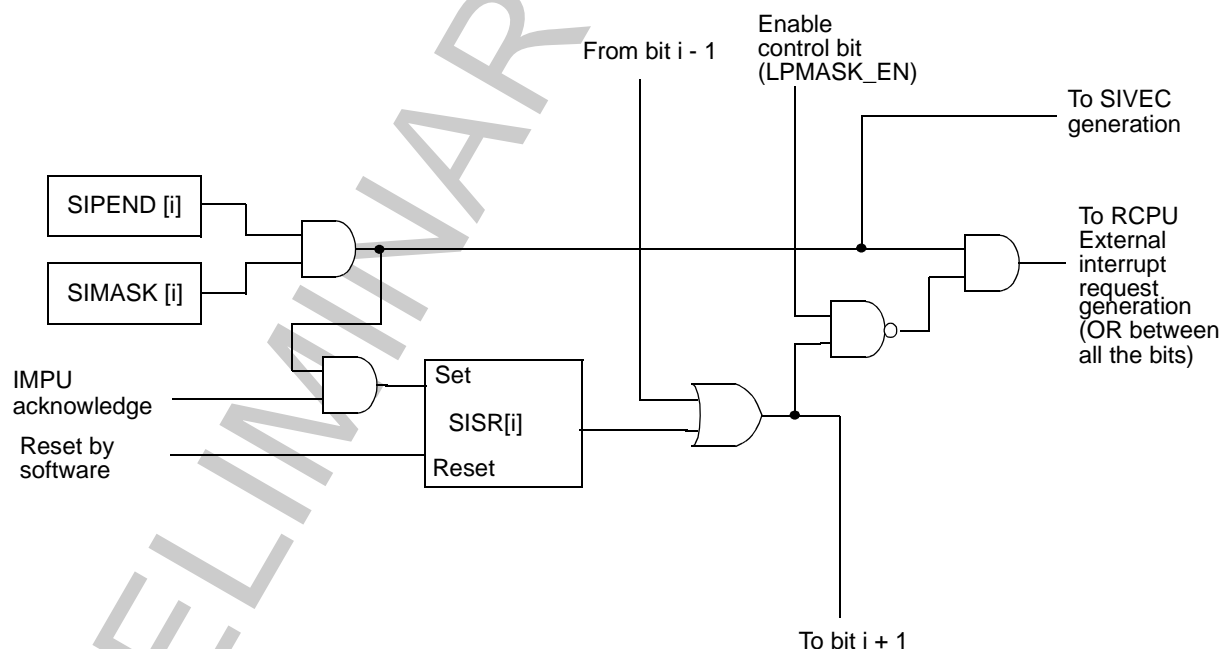 From bit i - 1
Enable
control bit
(LPMASK_EN)
To SIVEC
generation
SIPEND [i]
SIMASK [i]
To RCPU
External
interrupt
request
generation
(OR between
all the bits)
IMPU
acknowledge
Reset by
software
Set
SISR[i]
Reset
To bit i + 1
ELIMINAR